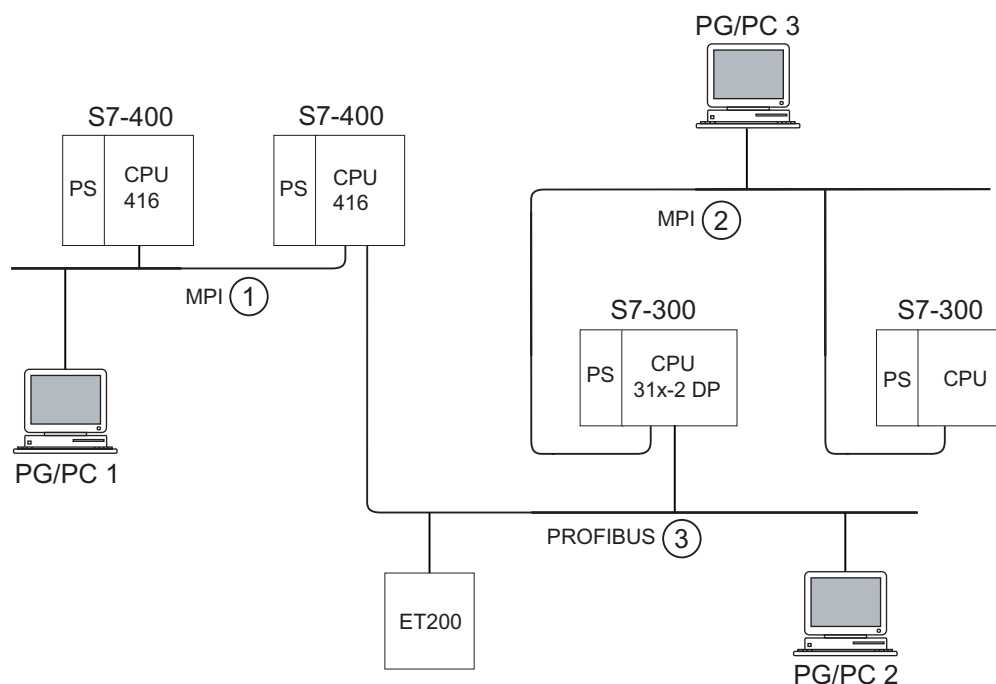 PG/PC 3
S7-400
S7-400
PS
CPU
416
PS
CPU
416
MPI 2
MPI 1
S7-300
S7-300
PS
CPU
31x-2 DP
PS
CPU
PG/PC 1
PROFIBUS 3
ET200
PG/PC 2